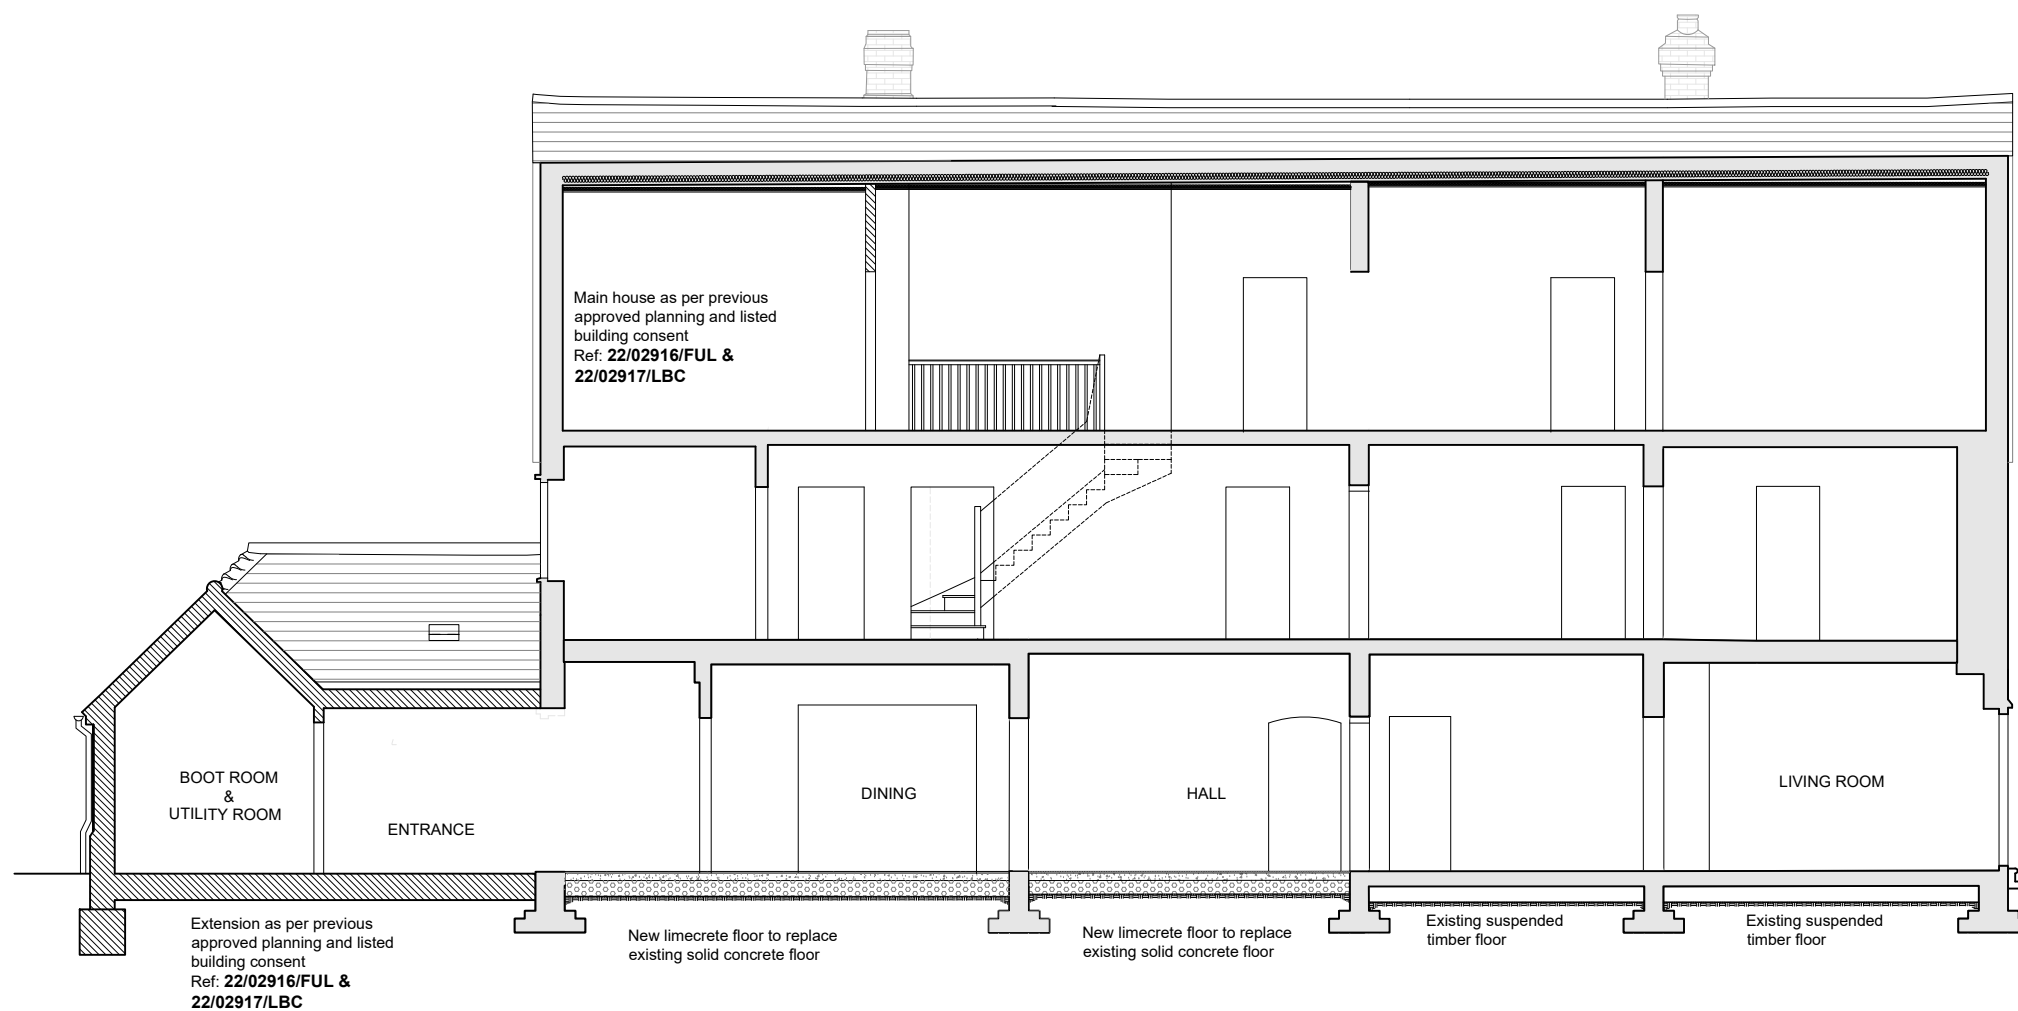 Main house as per previous
approved planning and listed
building consent
Ref: 22/02916/FUL &
22/02917/LBC
BOOT ROOM
&
UTILITY ROOM
ENTRANCE
DINING
HALL
LIVING ROOM
Extension as per previous
approved planning and listed
building consent
Ref: 22/02916/FUL &
22/02917/LBC
New limecrete floor to replace
existing solid concrete floor
New limecrete floor to replace
existing solid concrete floor
Existing suspended
timber floor
Existing suspended
timber floor